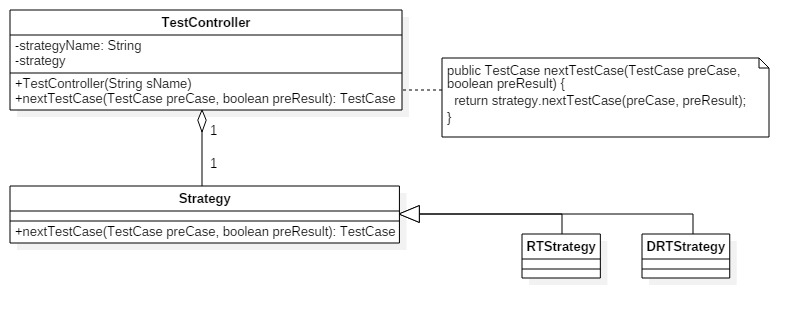 TestController
-strategyName: String
-strategy
+TestController(String sName)
+nextTestCase(TestCase preCase, boolean preResult): TestCase
public TestCase nextTestCase(TestCase preCase,
boolean preResult) {
return strategy.nextTestCase(preCase, preResult);
}
1
1
Strategy
+nextTestCase(TestCase preCase, boolean preResult): TestCase
RTStrategy
DRTStrategy